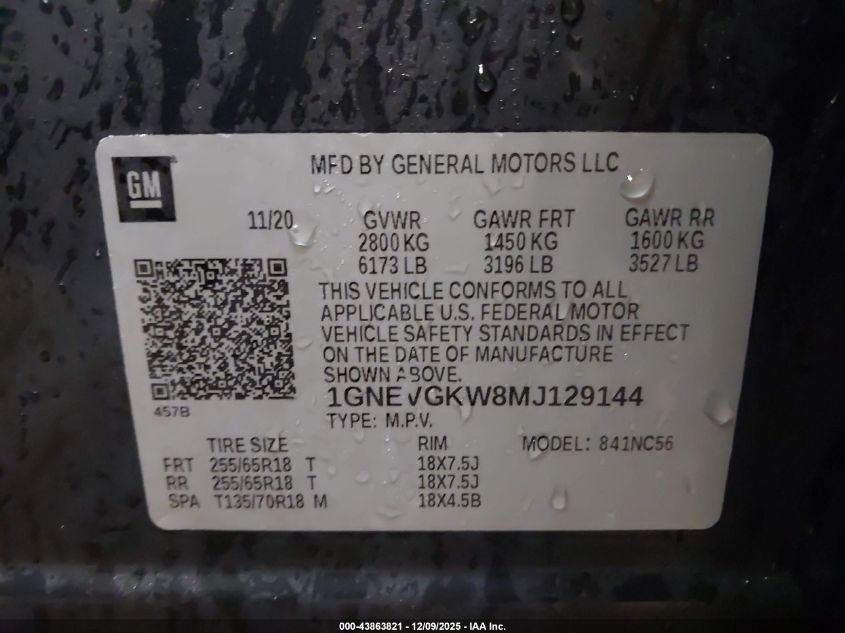 GM
MFD BY GENERAL MOTORS LLC
11/20 GVWR GAWR FRT GAWR RR
2800 KG 1450 KG 1600 KG
6173 LB 3196 LB 3527 LB
THIS VEHICLE CONFORMS TO ALL
APPLICABLE U.S. FEDERAL MOTOR
VEHICLE SAFETY STANDARDS IN EFFECT
ON THE DATE OF MANUFACTURE
SHOWN ABOVE.
457B
1GNEVGKW8MJ129144
TYPE: M.P.V.
TIRE SIZE RIM MODEL: 841NC56
FRT 255/65R18 T 18X7.5J
RR 255/65R18 T 18X7.5J
SPA T135/70R18 M 18X4.5B
000-43863821 - 12/09/2025 - IAA Inc.